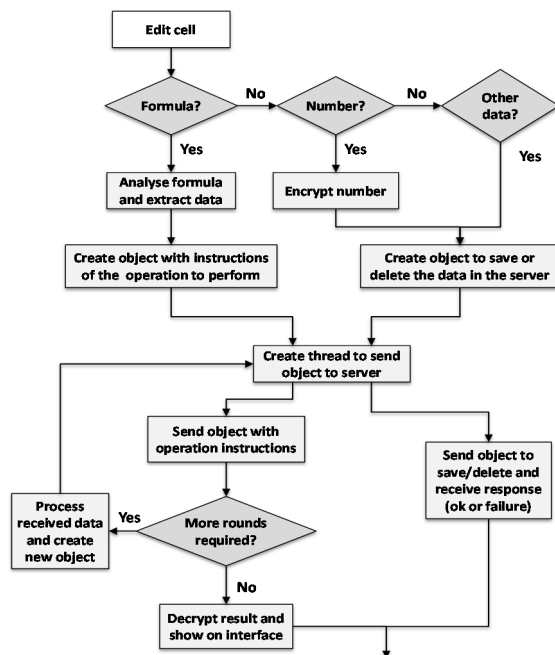 Edit cell
Formula?
No
Number?
No
Other
data?
Yes
Yes
Yes
Analyse formula
and extract data
Encrypt number
Create object with instructions
of the operation to perform
Create object to save or
delete the data in the server
Create thread to send
object to server
Send object with
operation instructions
Send object to
save/delete and
receive response
(ok or failure)
Process
received data
and create
new object
Yes
More rounds
required?
No
Decrypt result and
show on interface